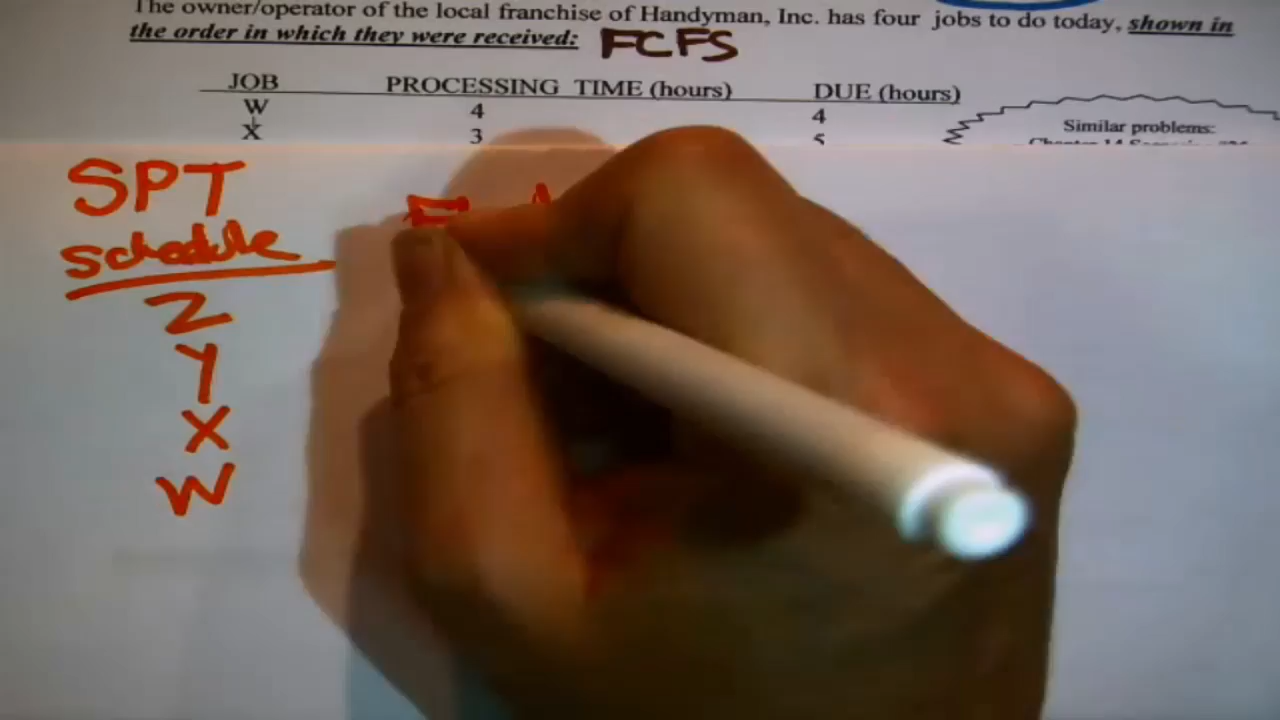 The owner/operator of the local franchise of Handyman, Inc. has four jobs to do today, shown in
the order in which they were received: FCFS
JOB PROCESSING TIME (hours) DUE (hours)
W 4 4
X 3 5
Similar problems:
SPT
schedule
Z
Y
X
W